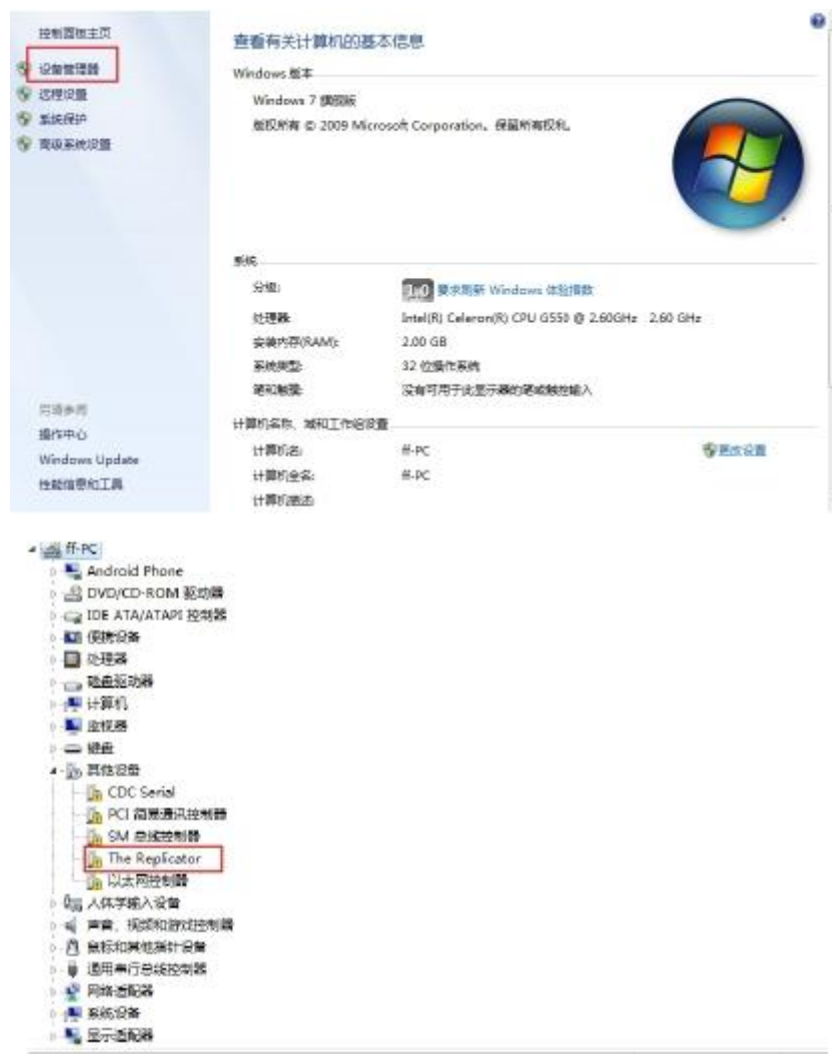 控制面板主页
设备管理器
远程设置
系统保护
高级系统设置
另请参阅
操作中心
Windows Update
性能信息和工具
查看有关计算机的基本信息
Windows 版本
Windows 7 旗舰版
版权所有 © 2009 Microsoft Corporation。保留所有权利。
系统
分级: 1.0 要求刷新 Windows 体验指数
处理器: Intel(R) Celeron(R) CPU G550 @ 2.60GHz 2.60 GHz
安装内存(RAM): 2.00 GB
系统类型: 32 位操作系统
笔和触摸: 没有可用于此显示器的笔或触控输入
计算机名称、域和工作组设置
计算机名: ff-PC 更改设置
计算机全名: ff-PC
计算机描述:
ff-PC
Android Phone
DVD/CD-ROM 驱动器
IDE ATA/ATAPI 控制器
便携设备
处理器
磁盘驱动器
计算机
监视器
键盘
其他设备
CDC Serial
PCI 简易通讯控制器
SM 总线控制器
The Replicator
以太网控制器
人体学输入设备
声音、视频和游戏控制器
鼠标和其他指针设备
通用串行总线控制器
网络适配器
系统设备
显示适配器